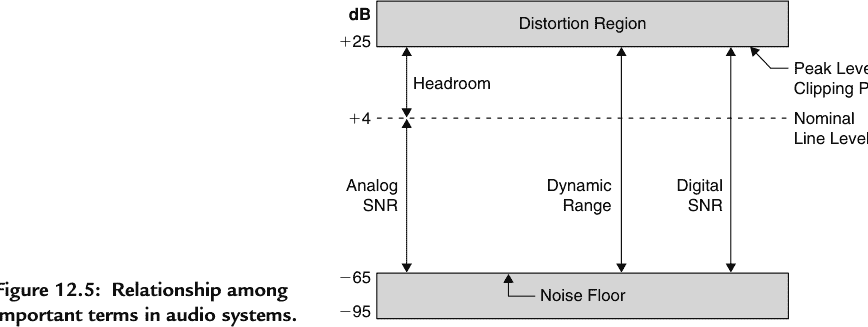 dB
Distortion Region
+25
Headroom
Peak Leve
Clipping P
+4
Nominal
Line Level
Analog
SNR
Dynamic
Range
Digital
SNR
−65
Noise Floor
−95
igure 12.5: Relationship among
mportant terms in audio systems.